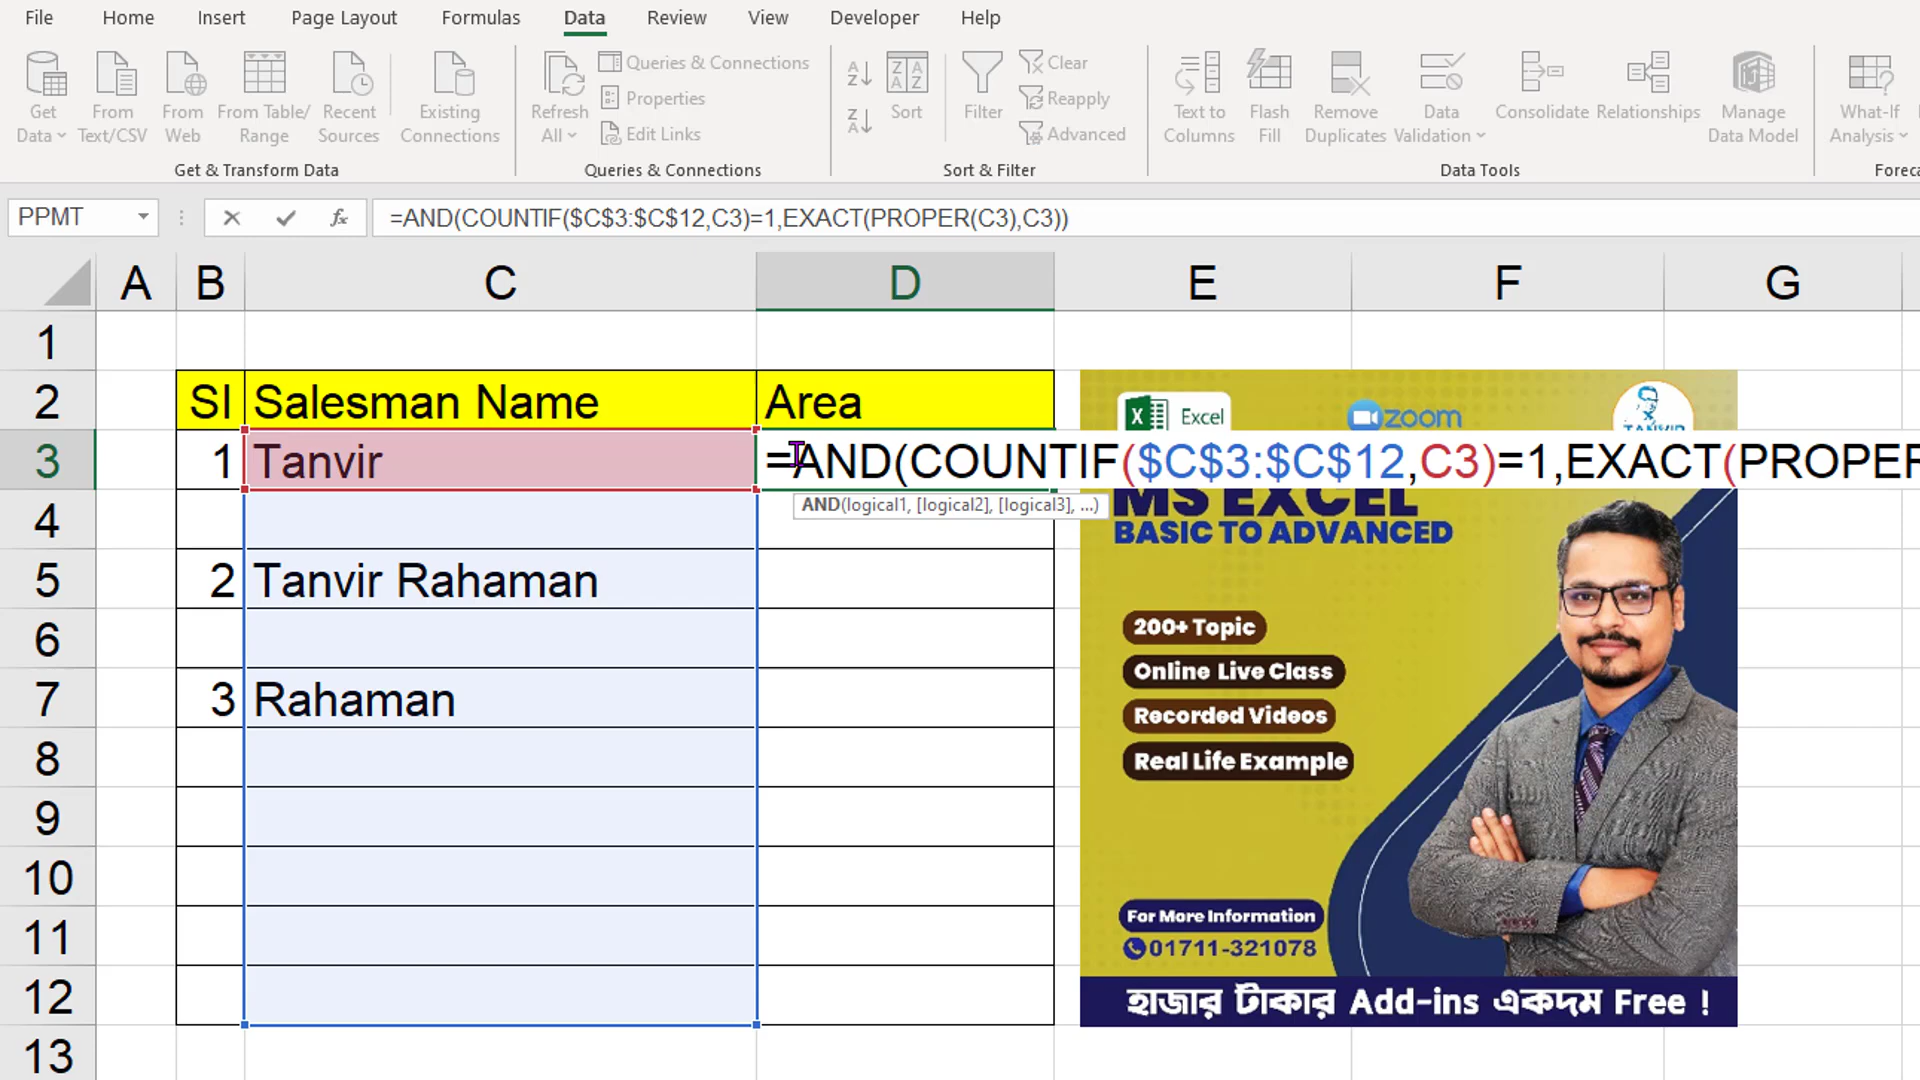 File Home Insert Page Layout Formulas Data Review View Developer Help
Get Data From Text/CSV From Web From Table/ Range Recent Sources Existing Connections
Get & Transform Data
Refresh All Queries & Connections Properties Edit Links
Queries & Connections
Sort Filter Clear Reapply Advanced
Sort & Filter
Text to Columns Flash Fill Remove Duplicates Data Validation Consolidate Relationships Manage Data Model
Data Tools
What-If Analysis
PPMT fx =AND(COUNTIF($C$3:$C$12,C3)=1,EXACT(PROPER(C3),C3))
A B C D E F G
1
2 Sl Salesman Name Area
3 1 Tanvir =AND(COUNTIF($C$3:$C$12,C3)=1,EXACT(PROPER
AND(logical1, [logical2], [logical3], ...)
4
5 2 Tanvir Rahaman
6
7 3 Rahaman
8
9
10
11
12
13
Excel zoom
TANVIR
MS EXCEL
BASIC TO ADVANCED
200+ Topic
Online Live Class
Recorded Videos
Real Life Example
For More Information
01711-321078
হাজার টাকার Add-ins একদম Free !